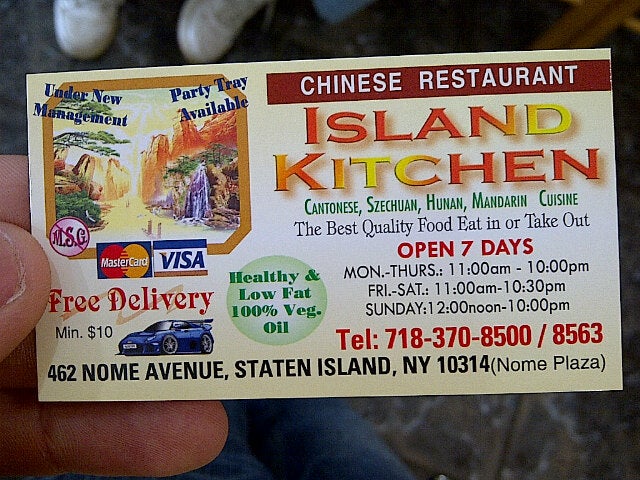 Under New
Management
Party Tray
Available
M.S.G.
MasterCard
VISA
Free Delivery
Min. $10
Healthy &
Low Fat
100% Veg.
Oil
CHINESE RESTAURANT
ISLAND
KITCHEN
CANTONESE, SZECHUAN, HUNAN, MANDARIN CUISINE
The Best Quality Food Eat in or Take Out
OPEN 7 DAYS
MON.-THURS.: 11:00am - 10:00pm
FRI.-SAT.: 11:00am-10:30pm
SUNDAY:12:00noon-10:00pm
Tel: 718-370-8500 / 8563
462 NOME AVENUE, STATEN ISLAND, NY 10314(Nome Plaza)